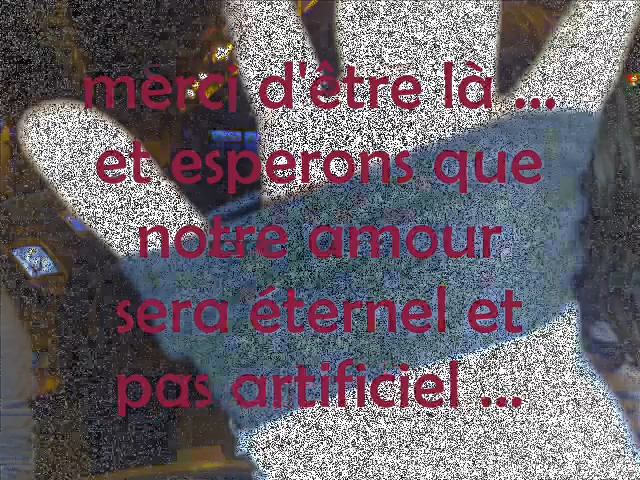 merci d'être là ...
et esperons que
notre amour
sera éternel et
pas artificiel ...